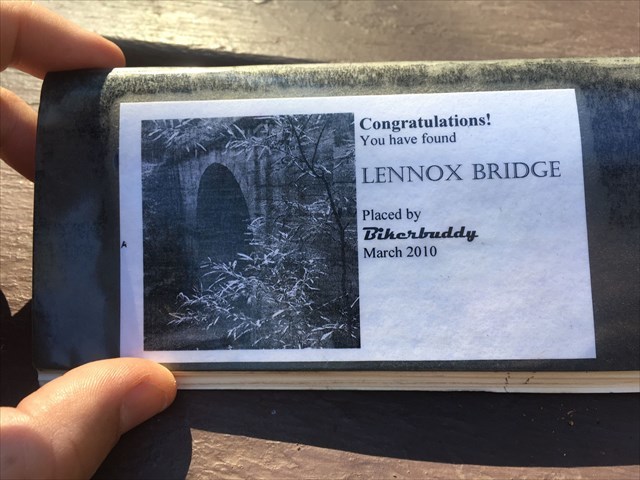 Congratulations!
You have found
LENNOX BRIDGE
Placed by
Bikerbuddy
March 2010
A